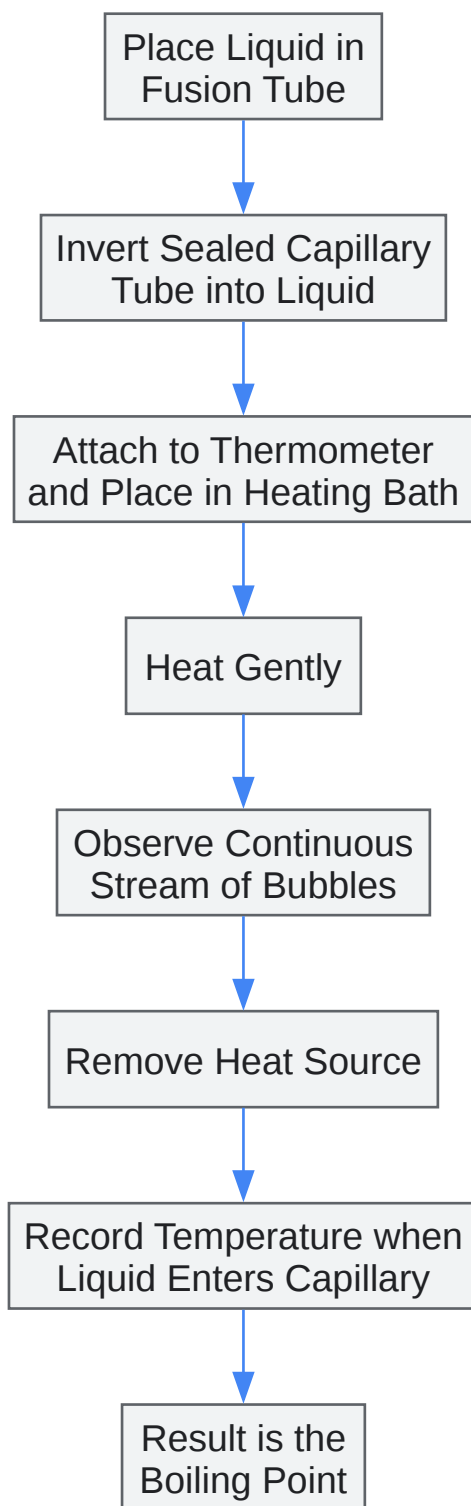 Place Liquid in
Fusion Tube
Invert Sealed Capillary
Tube into Liquid
Attach to Thermometer
and Place in Heating Bath
Heat Gently
Observe Continuous
Stream of Bubbles
Remove Heat Source
Record Temperature when
Liquid Enters Capillary
Result is the
Boiling Point